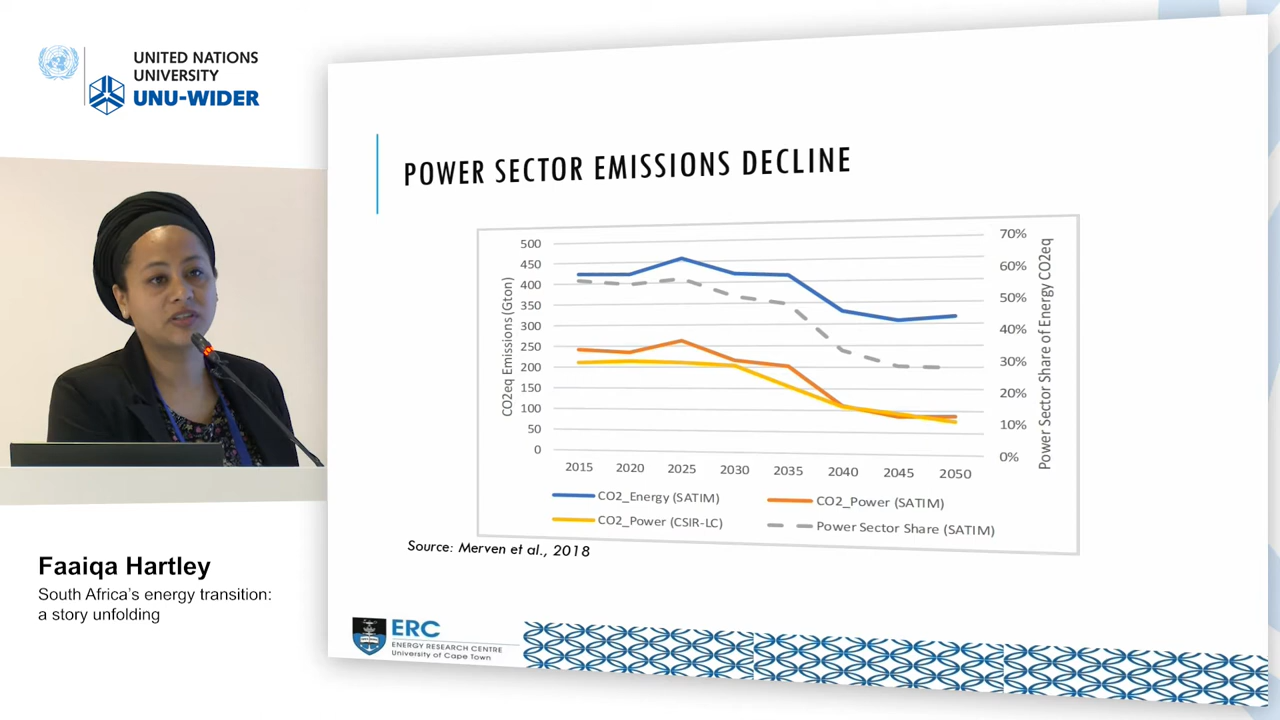 UNITED NATIONS
UNIVERSITY
UNU-WIDER
POWER SECTOR EMISSIONS DECLINE
CO2eq Emissions (Gton)
500
450
400
350
300
250
200
150
100
50
0
70%
60%
50%
40%
30%
20%
10%
0%
Power Sector Share of Energy CO2eq
2015 2020 2025 2030 2035 2040 2045 2050
CO2_Energy (SATIM) CO2_Power (SATIM)
CO2_Power (CSIR-LC) Power Sector Share (SATIM)
Source: Merven et al., 2018
ERC
ENERGY RESEARCH CENTRE
University of Cape Town
Faaiqa Hartley
South Africa's energy transition:
a story unfolding